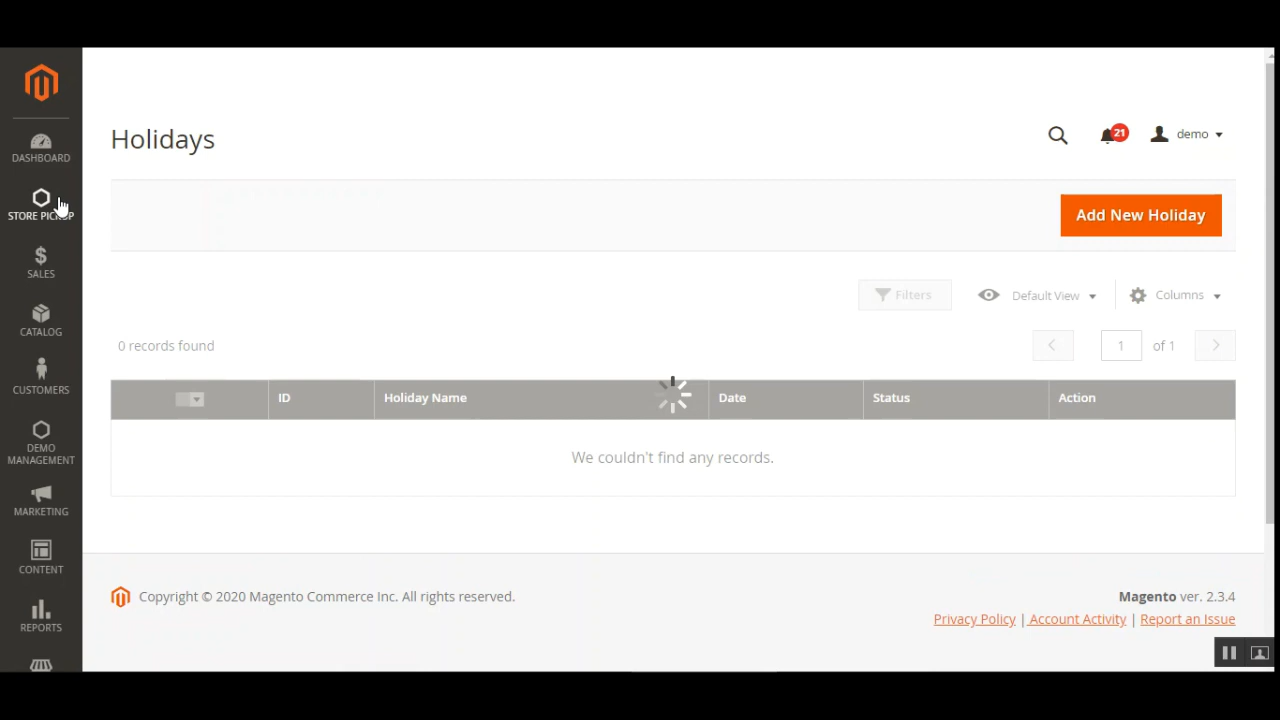 Holidays
21
demo
DASHBOARD
STORE PICKUP
Add New Holiday
SALES
Filters
Default View
Columns
CATALOG
0 records found
1
of 1
CUSTOMERS
ID
Holiday Name
Date
Status
Action
DEMO
MANAGEMENT
We couldn't find any records.
MARKETING
CONTENT
REPORTS
Copyright © 2020 Magento Commerce Inc. All rights reserved.
Magento ver. 2.3.4
Privacy Policy | Account Activity | Report an Issue